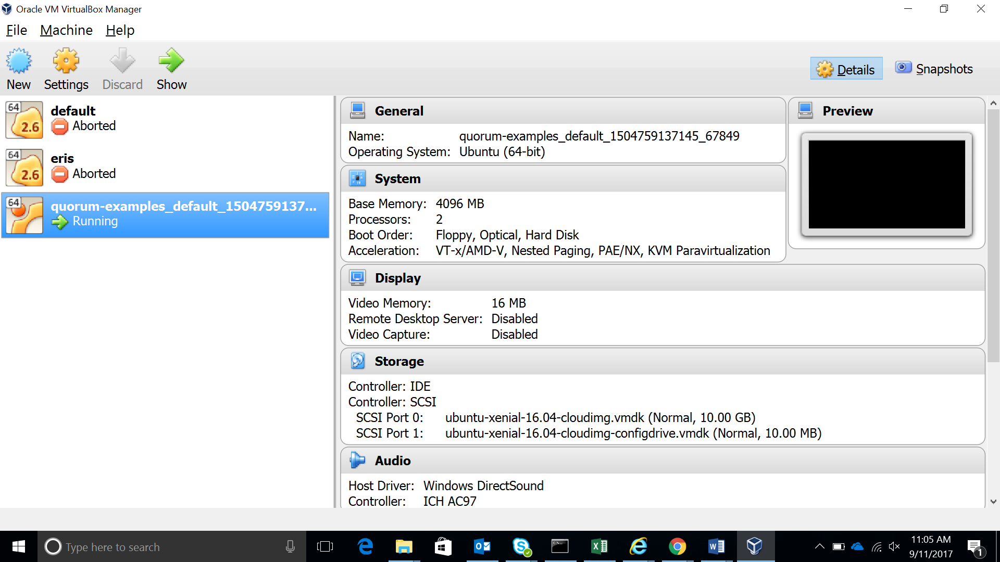 Oracle VM VirtualBox Manager
File Machine Help
New Settings Discard Show
Details Snapshots
64 2.6 default
Aborted
64 2.6 eris
Aborted
64 quorum-examples_default_1504759137...
Running
General
Name: quorum-examples_default_1504759137145_67849
Operating System: Ubuntu (64-bit)
Preview
System
Base Memory: 4096 MB
Processors: 2
Boot Order: Floppy, Optical, Hard Disk
Acceleration: VT-x/AMD-V, Nested Paging, PAE/NX, KVM Paravirtualization
Display
Video Memory: 16 MB
Remote Desktop Server: Disabled
Video Capture: Disabled
Storage
Controller: IDE
Controller: SCSI
SCSI Port 0: ubuntu-xenial-16.04-cloudimg.vmdk (Normal, 10.00 GB)
SCSI Port 1: ubuntu-xenial-16.04-cloudimg-configdrive.vmdk (Normal, 10.00 MB)
Audio
Host Driver: Windows DirectSound
Controller: ICH AC97
Type here to search
11:05 AM
9/11/2017
1